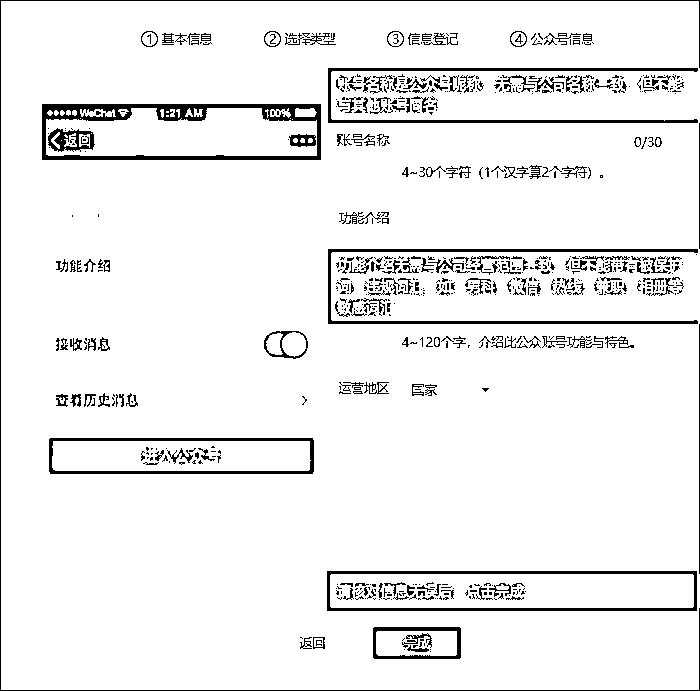 ① 基本信息 ② 选择类型 ③ 信息登记 ④ 公众号信息
账号名称是公众号昵称 无需与公司名称一致 但不能
与其他账号同名
WeChat 1:21 AM 100%
返回
账号名称 0/30
4~30个字符（1个汉字算2个字符）。
功能介绍
功能介绍
功能介绍无需与公司经营范围一致 但不能带有被保护
词 违规词汇 如 男科 微信 热线 兼职 相册等
敏感词汇
接收消息
4~120个字，介绍此公众账号功能与特色。
运营地区 国家
查看历史消息
进入公众号
请核对信息无误后 点击完成
返回 完成